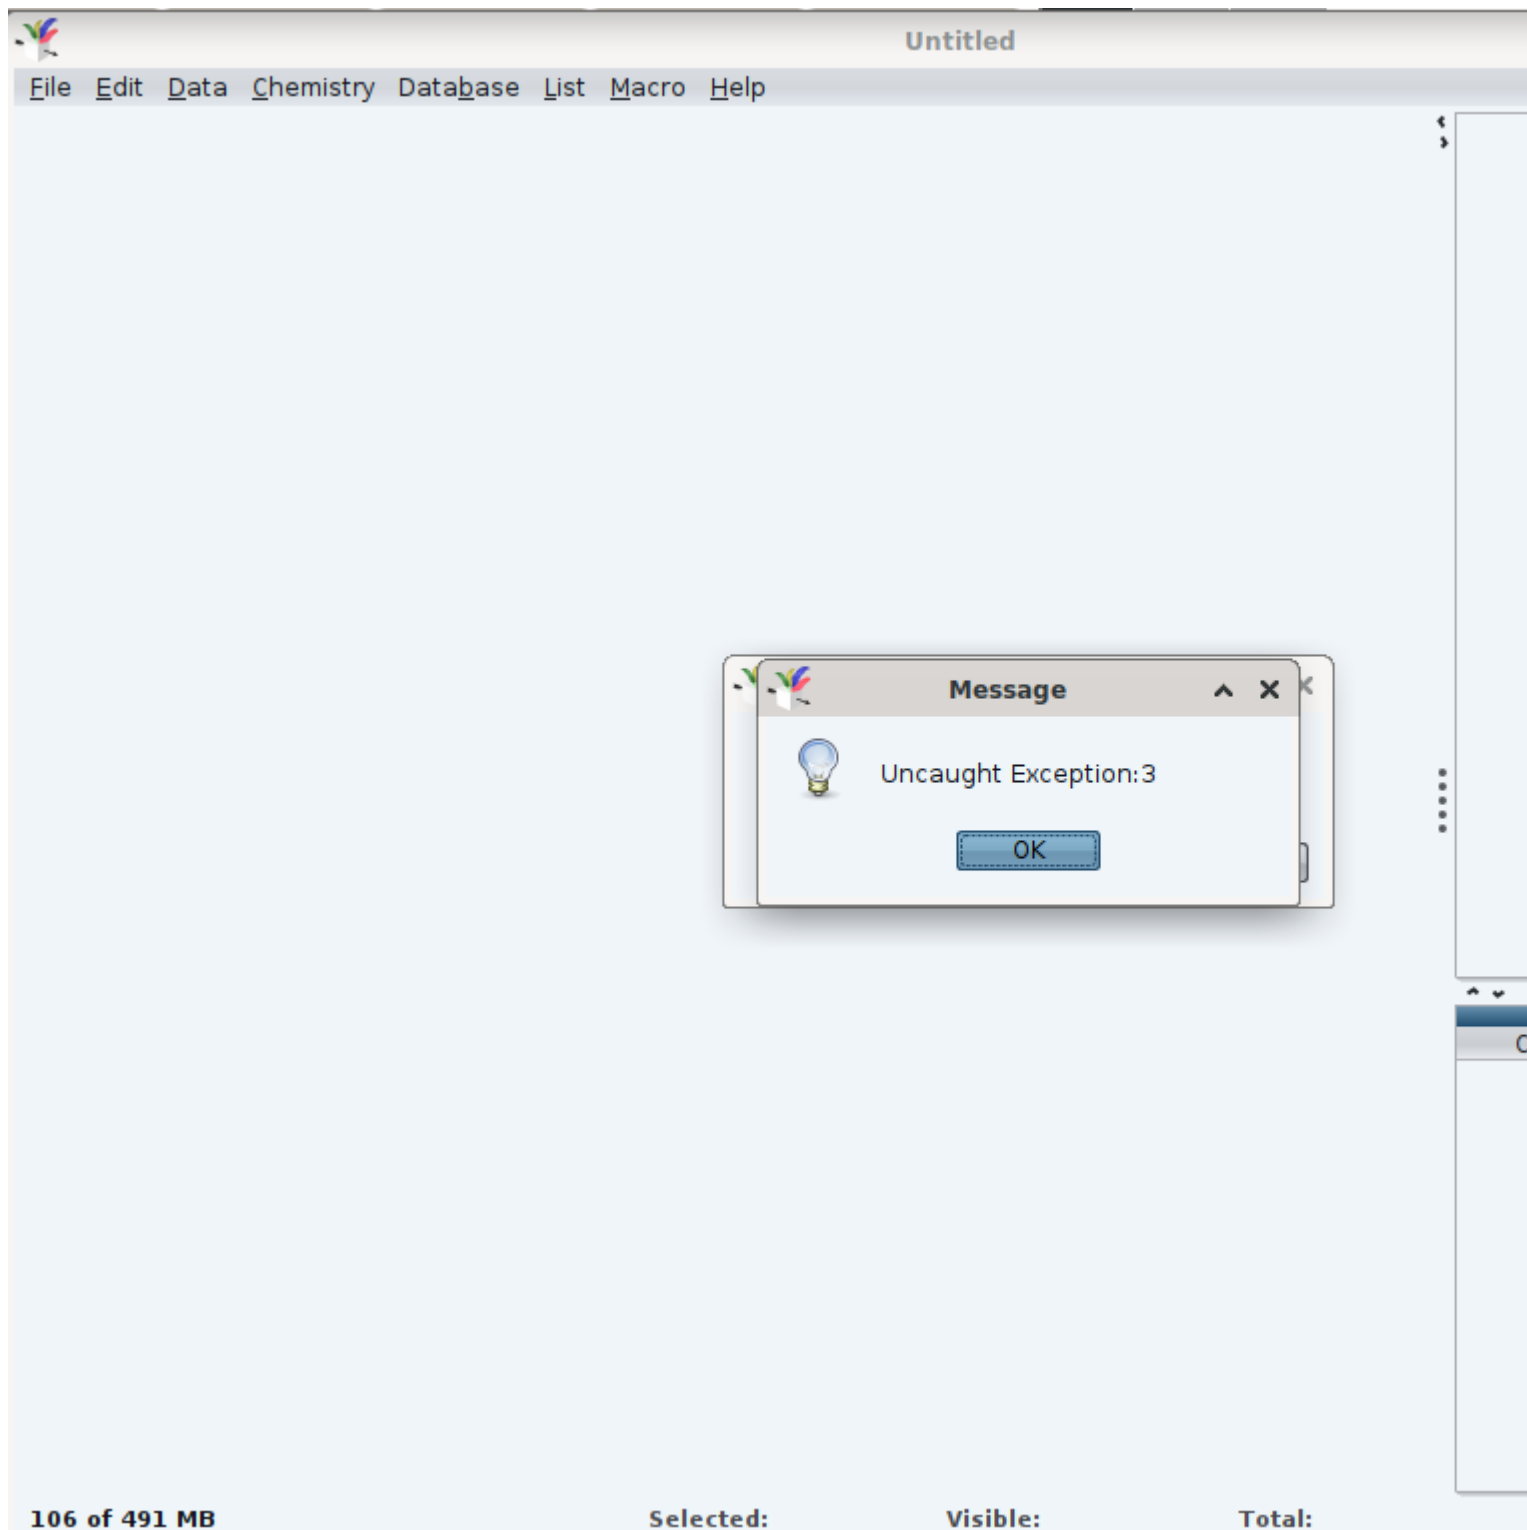 Untitled
File Edit Data Chemistry Database List Macro Help
Message
Uncaught Exception:3
OK
106 of 491 MB Selected: Visible: Total: